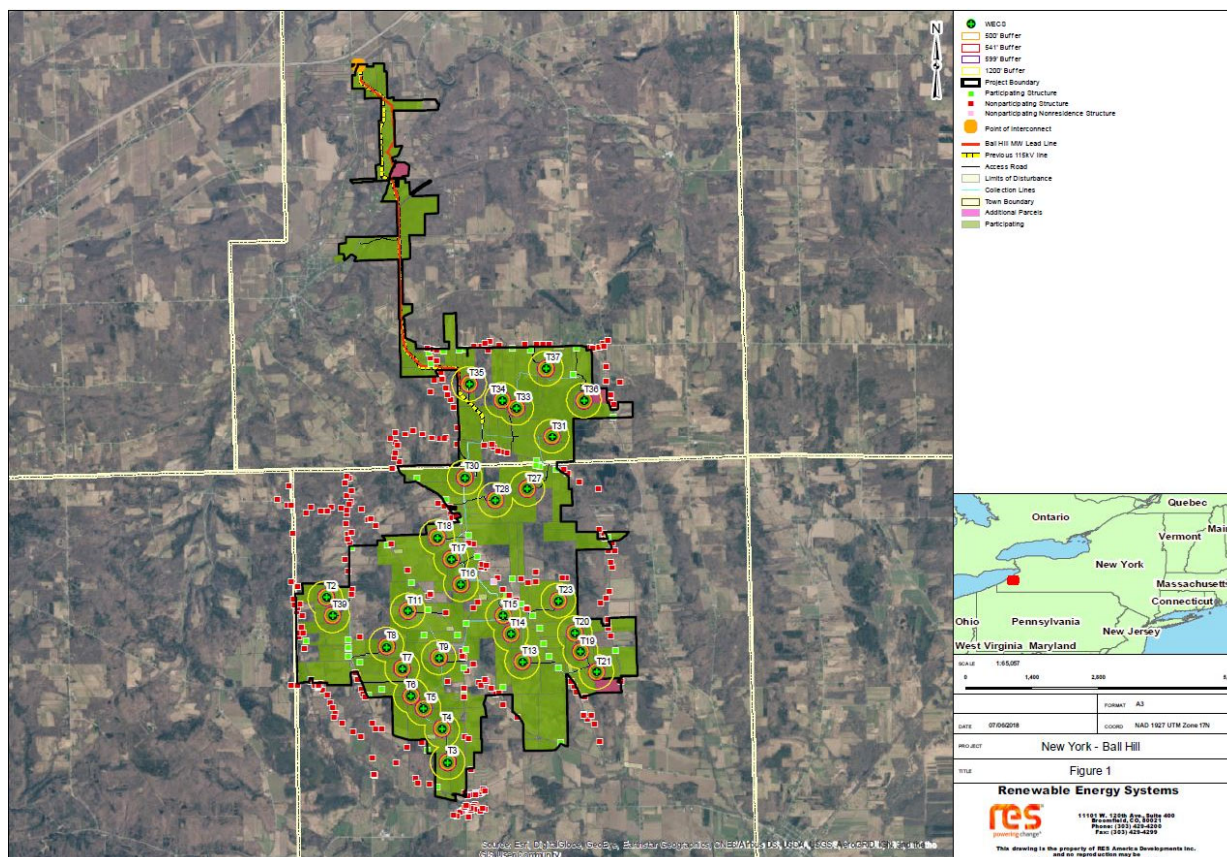 N
WECS
500' Buffer
541' Buffer
599' Buffer
1200' Buffer
Project Boundary
Participating Structure
Nonparticipating Structure
Nonparticipating Nonresidence Structure
Point of Interconnect
Ball Hill MW Lead Line
Previous 115kV line
Access Road
Limits of Disturbance
Collection Lines
Town Boundary
Additional Parcels
Participating
T37
T35
T34
T33
T36
T31
T30
T27
T28
T18
T17
T16
T2
T39
T11
T15
T23
T14
T20
T8
T9
T13
T19
T7
T21
T6
T5
T4
T3
Quebec
Ontario
Vermont
New York
Massachusetts
Connecticut
Pennsylvania
Ohio
New Jersey
West Virginia Maryland
SCALE 1:65,057
0 1,400 2,800
FORMAT A3
DATE 07/06/2018 COORD NAD 1927 UTM Zone 17N
PROJECT New York - Ball Hill
TITLE Figure 1
Renewable Energy Systems
res
powering change
11101 W. 120th Ave, Suite 400
Broomfield, CO, 80021
Phone: (303) 439-4200
Fax: (303) 439-4299
This drawing is the property of RES America Developments Inc.
and no reproduction may be